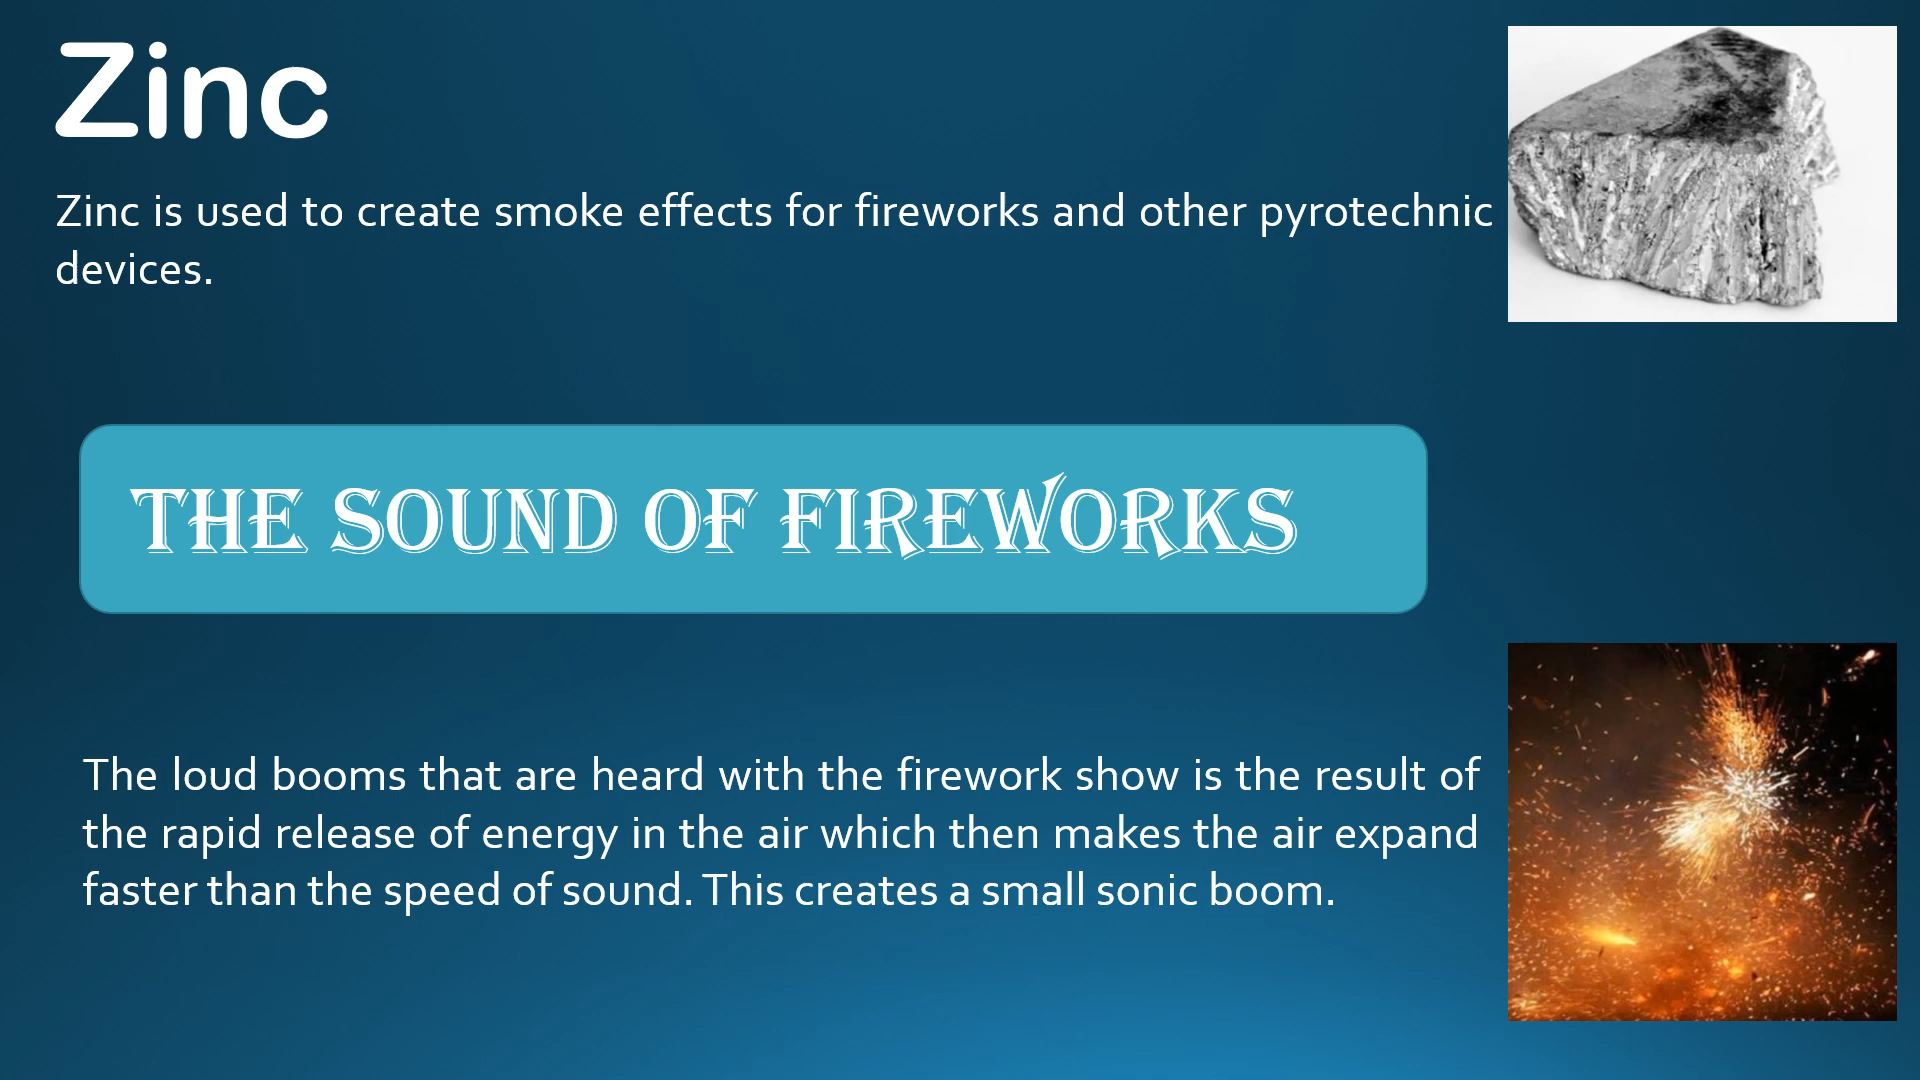 Zinc
Zinc is used to create smoke effects for fireworks and other pyrotechnic
devices.
THE SOUND OF FIREWORKS
The loud booms that are heard with the firework show is the result of
the rapid release of energy in the air which then makes the air expand
faster than the speed of sound. This creates a small sonic boom.